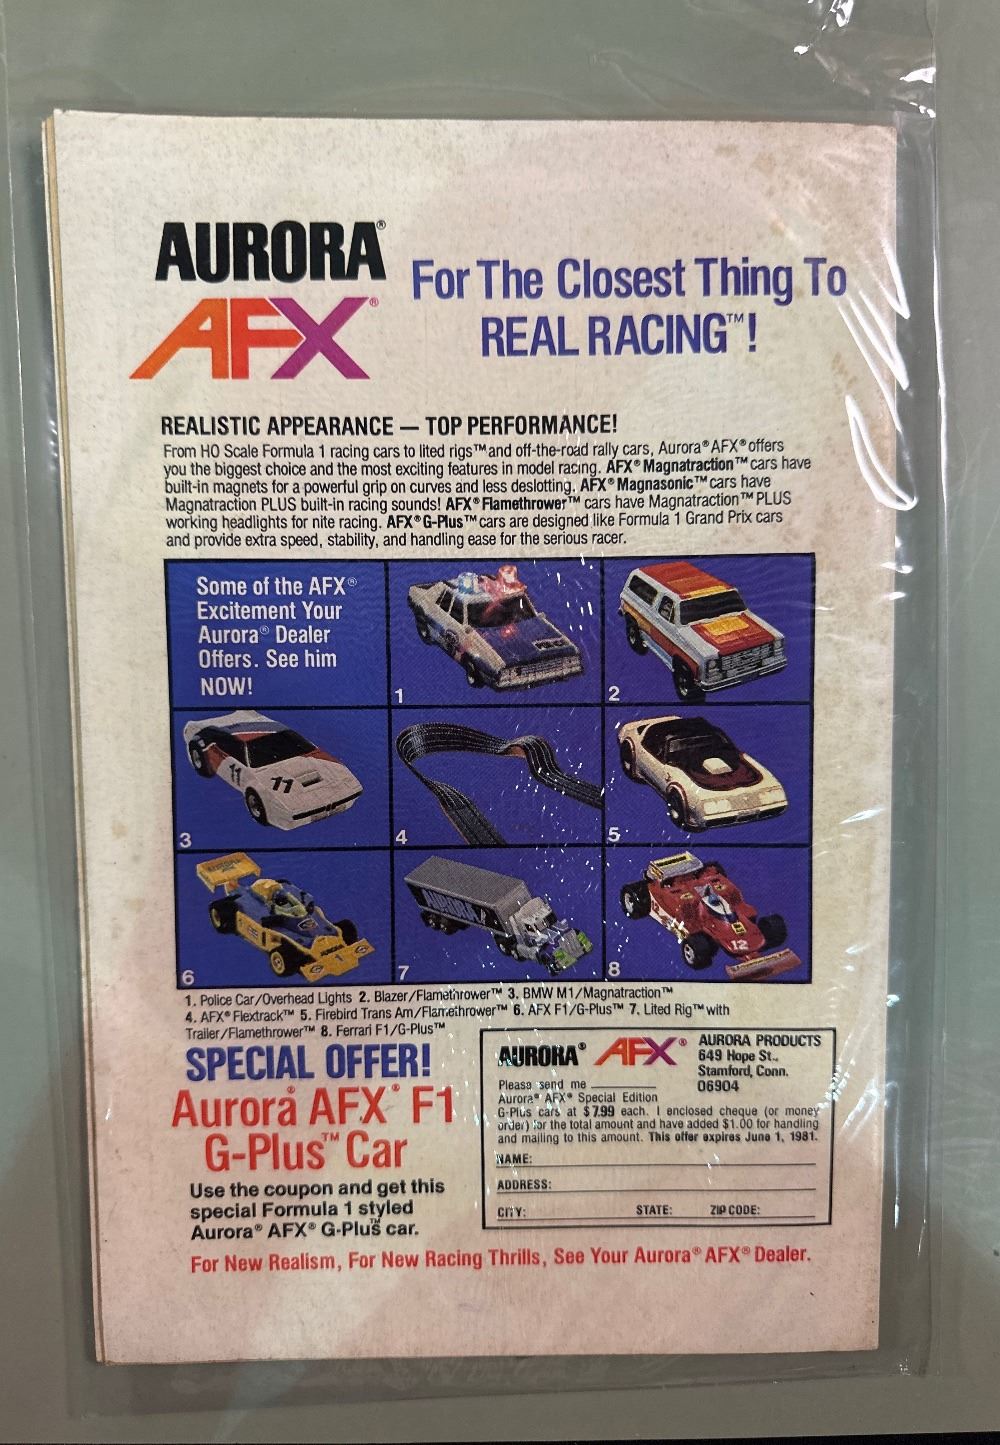 AURORA®
AFX®
For The Closest Thing To
REAL RACING™!
REALISTIC APPEARANCE — TOP PERFORMANCE!
From HO Scale Formula 1 racing cars to lited rigs™ and off-the-road rally cars, Aurora® AFX® offers
you the biggest choice and the most exciting features in model racing. AFX® Magnatraction™ cars have
built-in magnets for a powerful grip on curves and less deslotting. AFX® Magnasonic™ cars have
Magnatraction PLUS built-in racing sounds! AFX® Flamethrower™ cars have Magnatraction™ PLUS
working headlights for nite racing. AFX® G-Plus™ cars are designed like Formula 1 Grand Prix cars
and provide extra speed, stability, and handling ease for the serious racer.
Some of the AFX®
Excitement Your
Aurora® Dealer
Offers. See him
NOW!
1
2
3
11
11
4
5
6
AURORA
AURORA
1
7
AURORA
8
12
1. Police Car/Overhead Lights 2. Blazer/Flamethrower™ 3. BMW M1/Magnatraction™
4. AFX® Flextrack™ 5. Firebird Trans Am/Flamethrower™ 6. AFX F1/G-Plus™ 7. Lited Rig™ with
Trailer/Flamethrower™ 8. Ferrari F1/G-Plus™
SPECIAL OFFER!
Aurora® AFX® F1
G-Plus™ Car
Use the coupon and get this
special Formula 1 styled
Aurora® AFX® G-Plus™ car.
AURORA® AFX®
AURORA PRODUCTS
649 Hope St.,
Stamford, Conn.
06904
Please send me
Aurora® AFX® Special Edition
G-Plus cars at $7.99 each. I enclosed cheque (or money
order) for the total amount and have added $1.00 for handling
and mailing to this amount. This offer expires June 1, 1981.
NAME:
ADDRESS:
CITY: STATE: ZIP CODE:
For New Realism, For New Racing Thrills, See Your Aurora® AFX® Dealer.